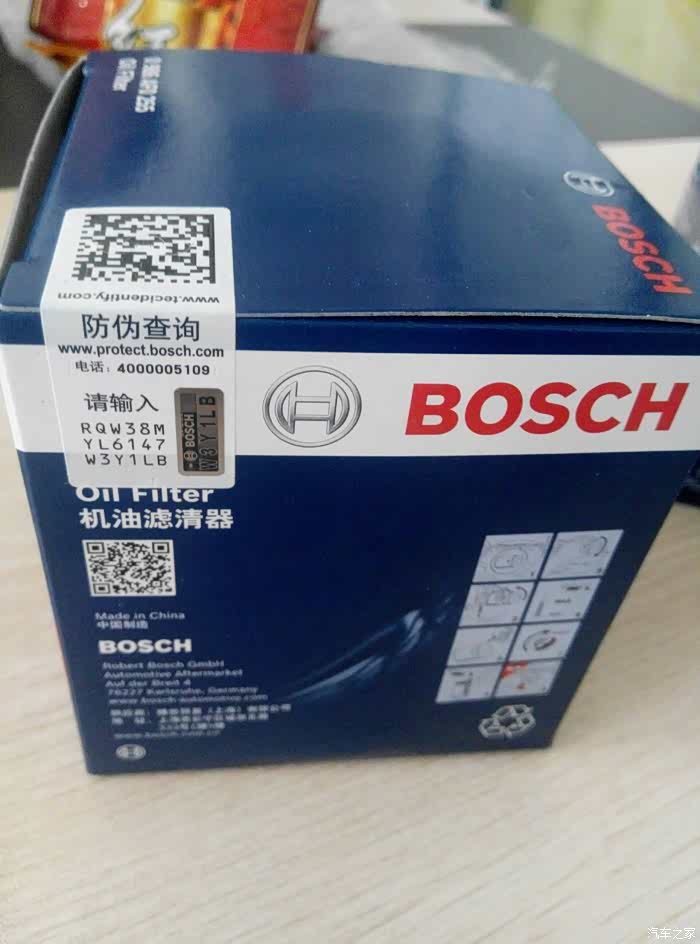 Oil Filter
BOSCH
www.tecidentify.com
防伪查询
www.protect.bosch.com
电话：4000005109
请输入
RQW38M
YL6147
W3Y1LB
BOSCH
W3Y1LB
BOSCH
Oil Filter
机油滤清器
Made in China
中国制造
BOSCH
Robert Bosch GmbH
Automotive Aftermarket
Auf der Breit 4
76227 Karlsruhe, Germany
www.bosch-automotive.com
汽车之家